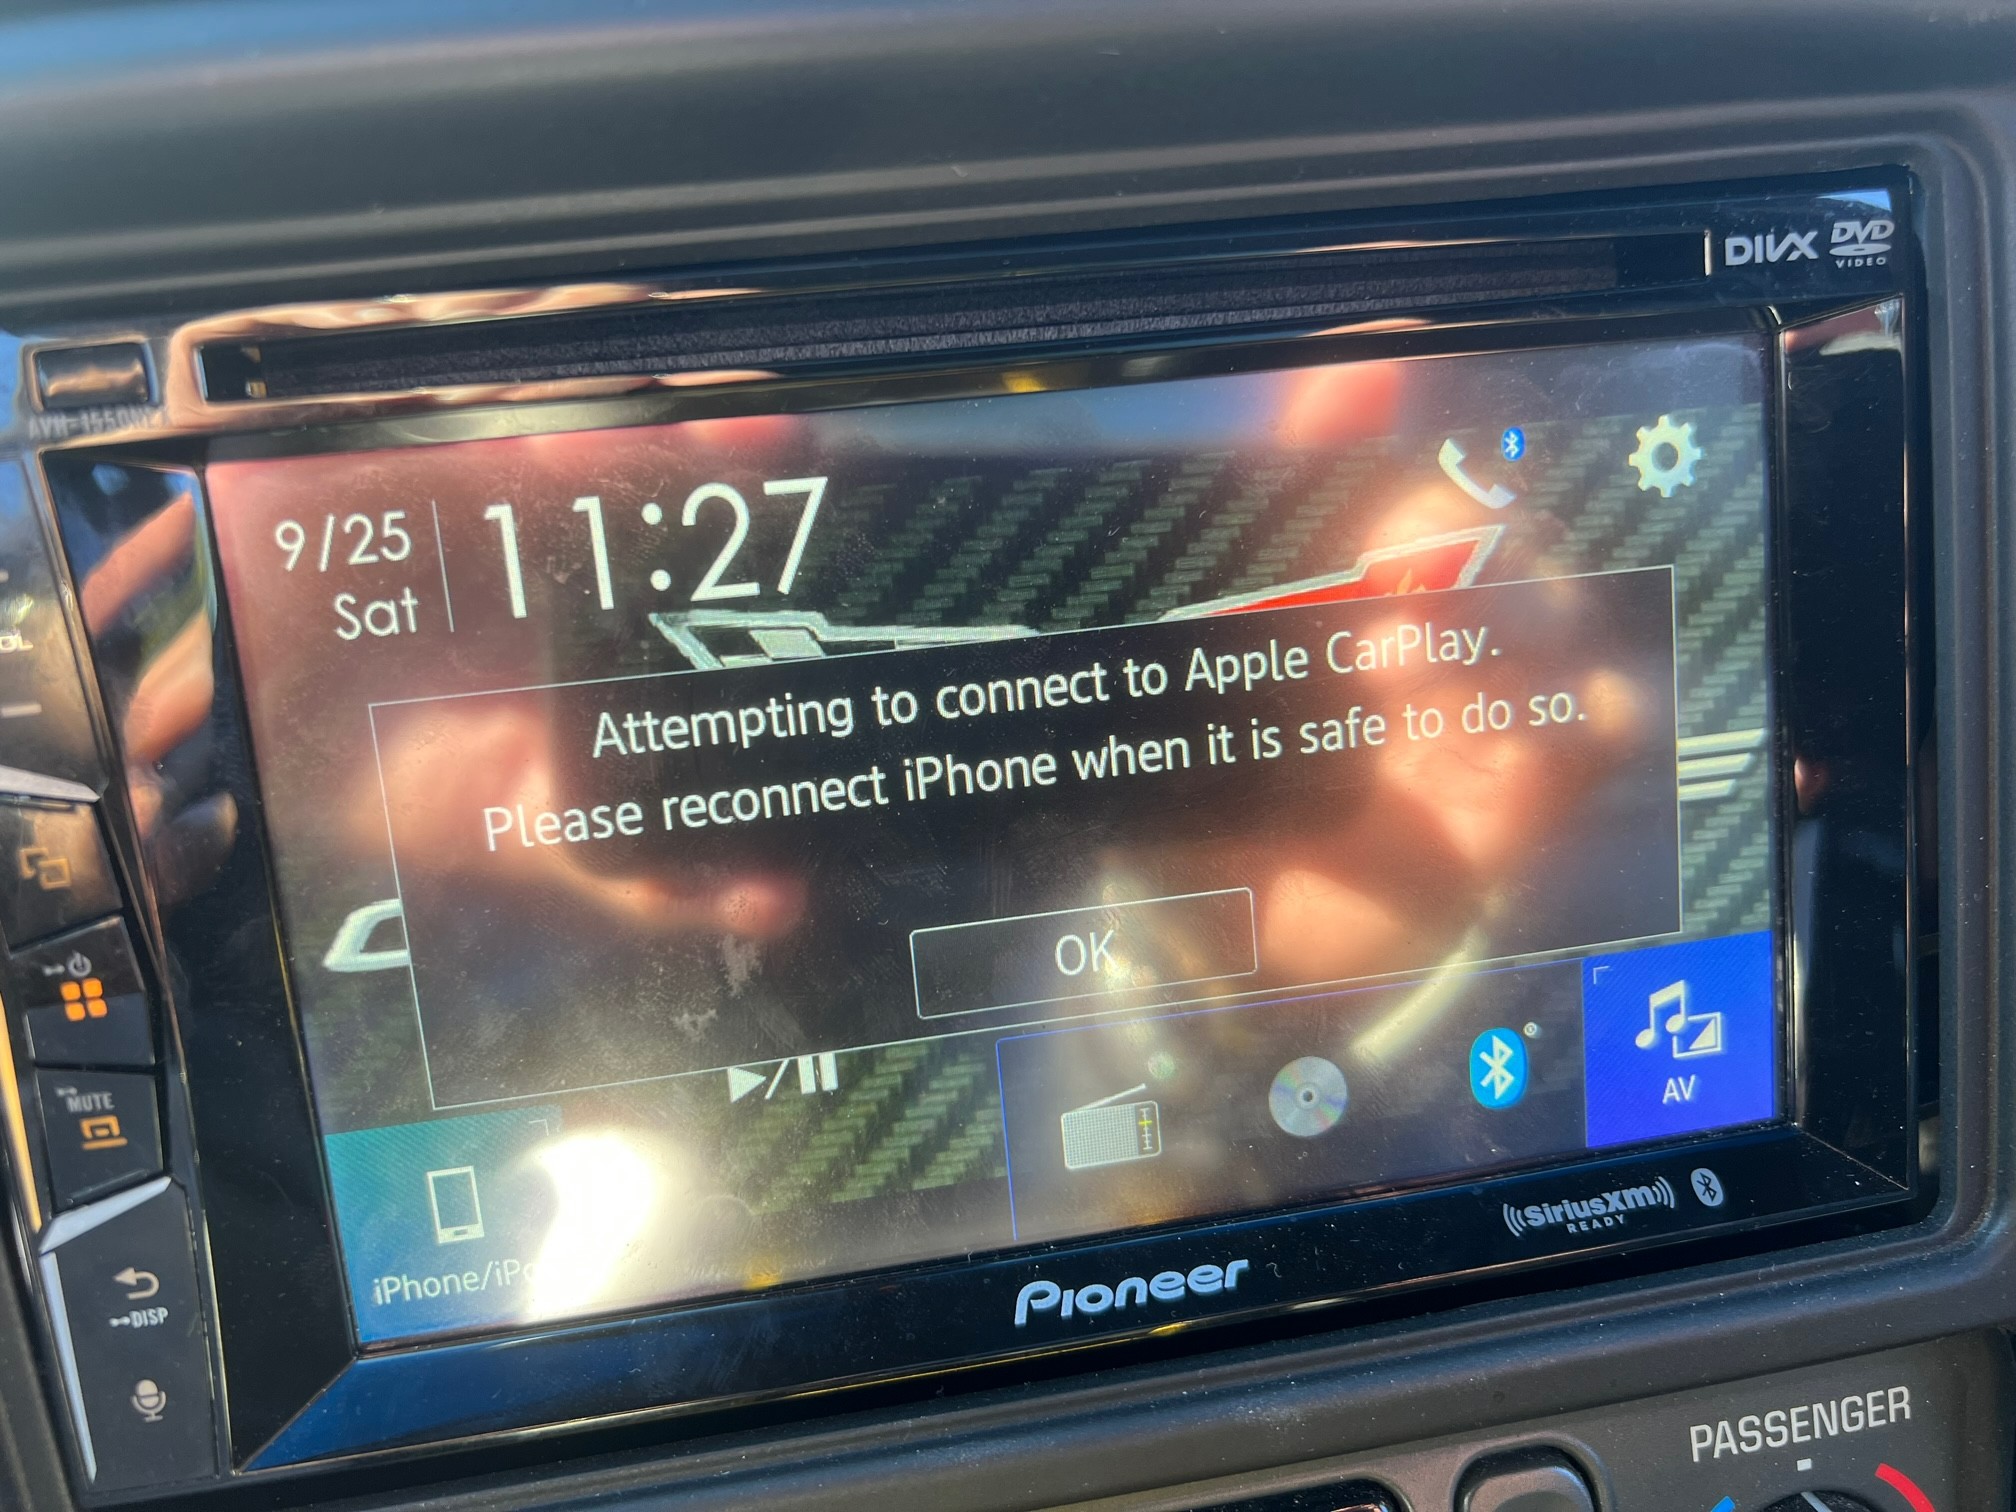 DIVX
DVD
VIDEO
9/25
Sat
11:27
Attempting to connect to Apple CarPlay.
Please reconnect iPhone when it is safe to do so.
OK
MUTE
AV
DISP
SiriusXm
READY
Pioneer
PASSENGER